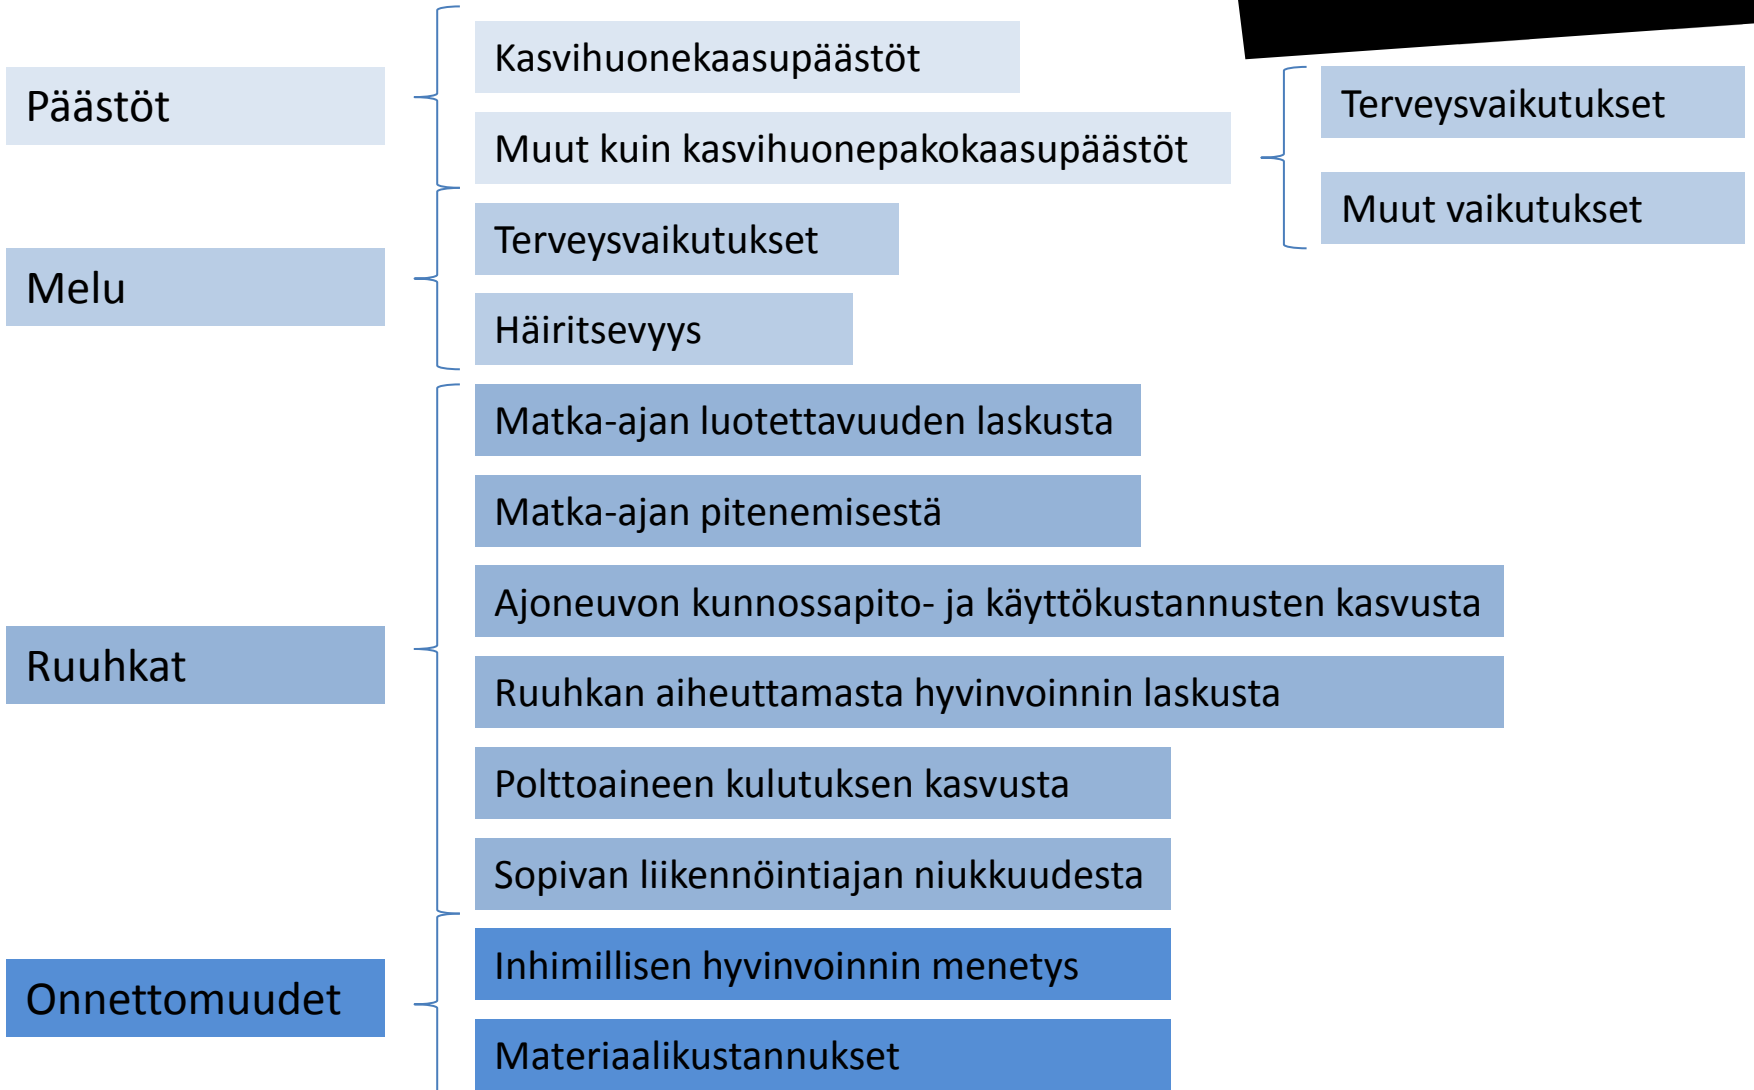 Päästöt
Kasvihuonekaasupäästöt
Muut kuin kasvihuonepakokaasupäästöt
Terveysvaikutukset
Muut vaikutukset
Melu
Terveysvaikutukset
Häiritsevyys
Ruuhkat
Matka-ajan luotettavuuden laskusta
Matka-ajan pitenemisestä
Ajoneuvon kunnossapito- ja käyttökustannusten kasvusta
Ruuhkan aiheuttamasta hyvinvoinnin laskusta
Polttoaineen kulutuksen kasvusta
Sopivan liikennöintiajan niukkuudesta
Onnettomuudet
Inhimillisen hyvinvoinnin menetys
Materiaalikustannukset